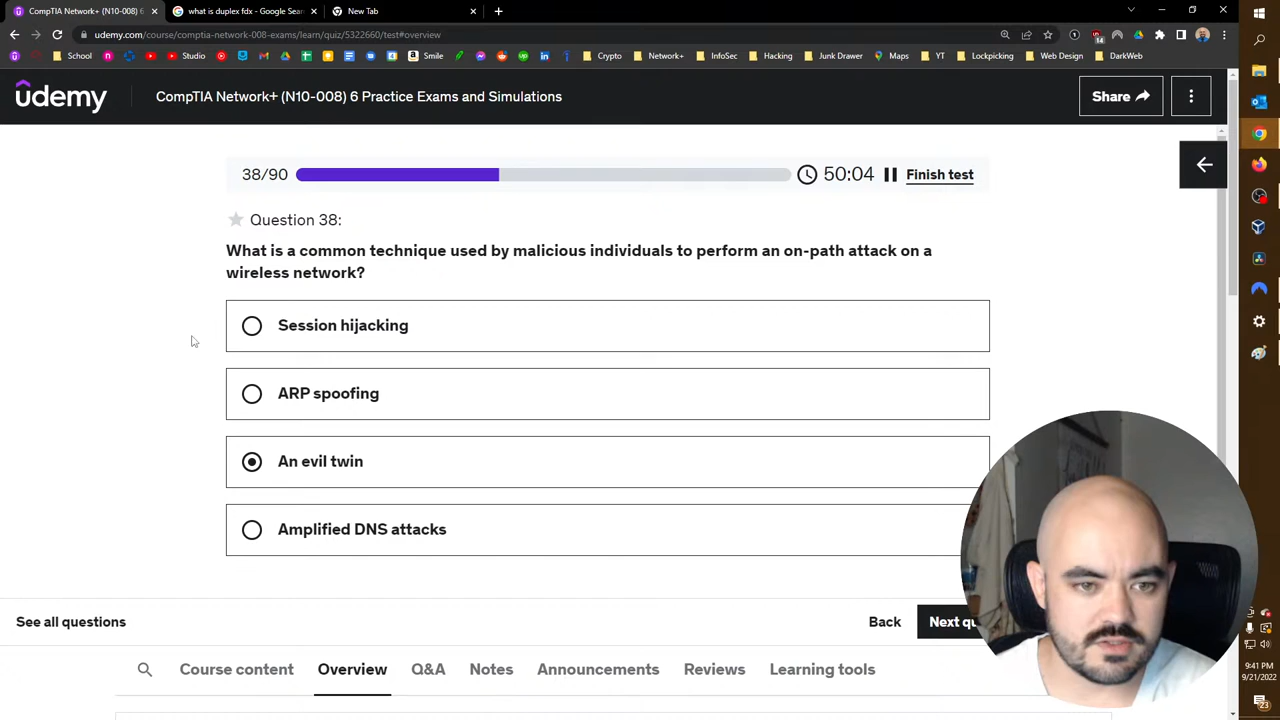 CompTIA Network+ (N10-008) 6
what is duplex fdx - Google Sear
New Tab
udemy.com/course/comptia-network-008-exams/learn/quiz/5322660/test#overview
School
Studio
Smile
Crypto
Network+
InfoSec
Hacking
Junk Drawer
Maps
YT
Lockpicking
Web Design
DarkWeb
udemy
CompTIA Network+ (N10-008) 6 Practice Exams and Simulations
Share
38/90
50:04
Finish test
Question 38:
What is a common technique used by malicious individuals to perform an on-path attack on a
wireless network?
Session hijacking
ARP spoofing
An evil twin
Amplified DNS attacks
See all questions
Back
Next qu
Course content
Overview
Q&A
Notes
Announcements
Reviews
Learning tools
9:41 PM
9/21/2022
23